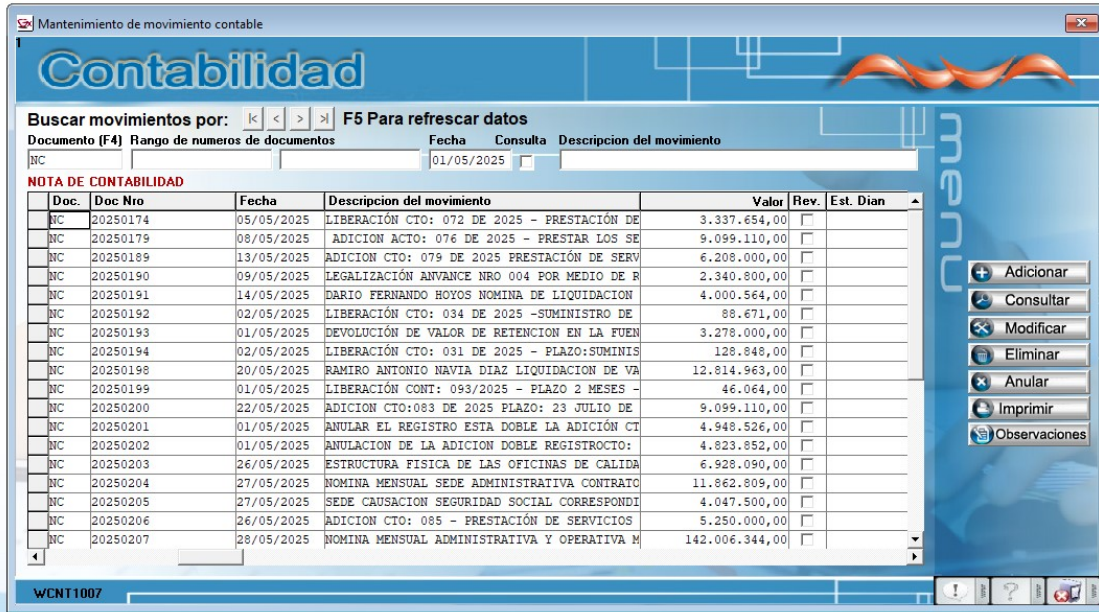 Mantenimiento de movimiento contable
1
Contabilidad
Buscar movimientos por: |< < > >| F5 Para refrescar datos
Documento (F4) Rango de numeros de documentos Fecha Consulta Descripcion del movimiento
NC 01/05/2025
NOTA DE CONTABILIDAD
Doc. Doc Nro Fecha Descripcion del movimiento Valor Rev. Est. Dian
NC 20250174 05/05/2025 LIBERACIÓN CTO: 072 DE 2025 - PRESTACIÓN DE 3.337.654,00
NC 20250179 08/05/2025 ADICION ACTO: 076 DE 2025 - PRESTAR LOS SE 9.099.110,00
NC 20250189 13/05/2025 ADICION CTO: 079 DE 2025 PRESTACIÓN DE SERV 6.208.000,00
NC 20250190 09/05/2025 LEGALIZACIÓN ANVANCE NRO 004 POR MEDIO DE R 2.340.800,00
NC 20250191 14/05/2025 DARIO FERNANDO HOYOS NOMINA DE LIQUIDACION 4.000.564,00
NC 20250192 02/05/2025 LIBERACIÓN CTO: 034 DE 2025 -SUMINISTRO DE 88.671,00
NC 20250193 01/05/2025 DEVOLUCIÓN DE VALOR DE RETENCION EN LA FUEN 3.278.000,00
NC 20250194 02/05/2025 LIBERACIÓN CTO: 031 DE 2025 - PLAZO:SUMINIS 128.848,00
NC 20250198 20/05/2025 RAMIRO ANTONIO NAVIA DIAZ LIQUIDACION DE VA 12.814.963,00
NC 20250199 01/05/2025 LIBERACIÓN CONT: 093/2025 - PLAZO 2 MESES - 46.064,00
NC 20250200 22/05/2025 ADICION CTO:083 DE 2025 PLAZO: 23 JULIO DE 9.099.110,00
NC 20250201 01/05/2025 ANULAR EL REGISTRO ESTA DOBLE LA ADICIÓN CT 4.948.526,00
NC 20250202 01/05/2025 ANULACION DE LA ADICION DOBLE REGISTROCTO: 4.823.852,00
NC 20250203 26/05/2025 ESTRUCTURA FISICA DE LAS OFICINAS DE CALIDA 6.928.090,00
NC 20250204 27/05/2025 NOMINA MENSUAL SEDE ADMINISTRATIVA CONTRATO 11.862.809,00
NC 20250205 27/05/2025 SEDE CAUSACION SEGURIDAD SOCIAL CORRESPONDI 4.047.500,00
NC 20250206 26/05/2025 ADICION CTO: 085 - PRESTACIÓN DE SERVICIOS 5.250.000,00
NC 20250207 28/05/2025 NOMINA MENSUAL ADMINISTRATIVA Y OPERATIVA M 142.006.344,00
menu
Adicionar
Consultar
Modificar
Eliminar
Anular
Imprimir
Observaciones
WCNT1007